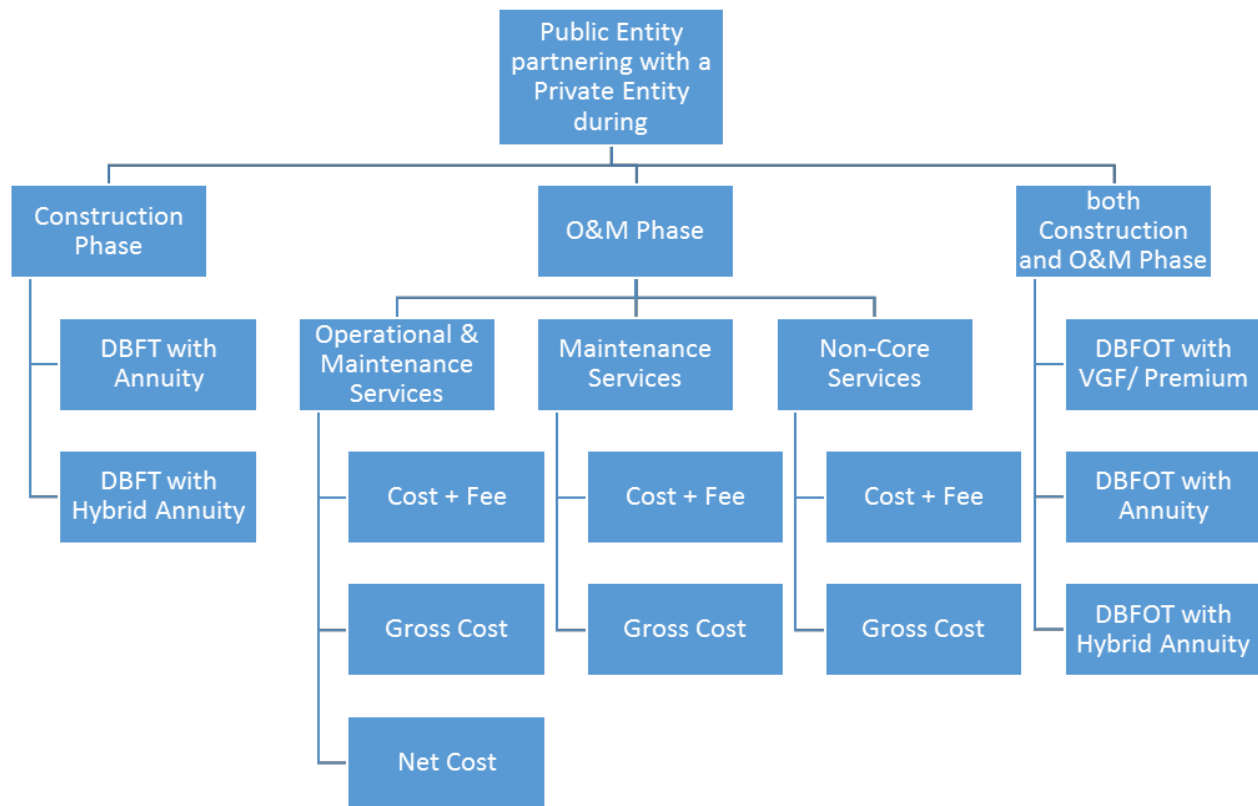 Public Entity
partnering with a
Private Entity
during
Construction
Phase
O&M Phase
both
Construction
and O&M Phase
DBFT with
Annuity
DBFT with
Hybrid Annuity
Operational &
Maintenance
Services
Cost + Fee
Gross Cost
Net Cost
Maintenance
Services
Cost + Fee
Gross Cost
Non-Core
Services
Cost + Fee
Gross Cost
DBFOT with
VGF/ Premium
DBFOT with
Annuity
DBFOT with
Hybrid Annuity